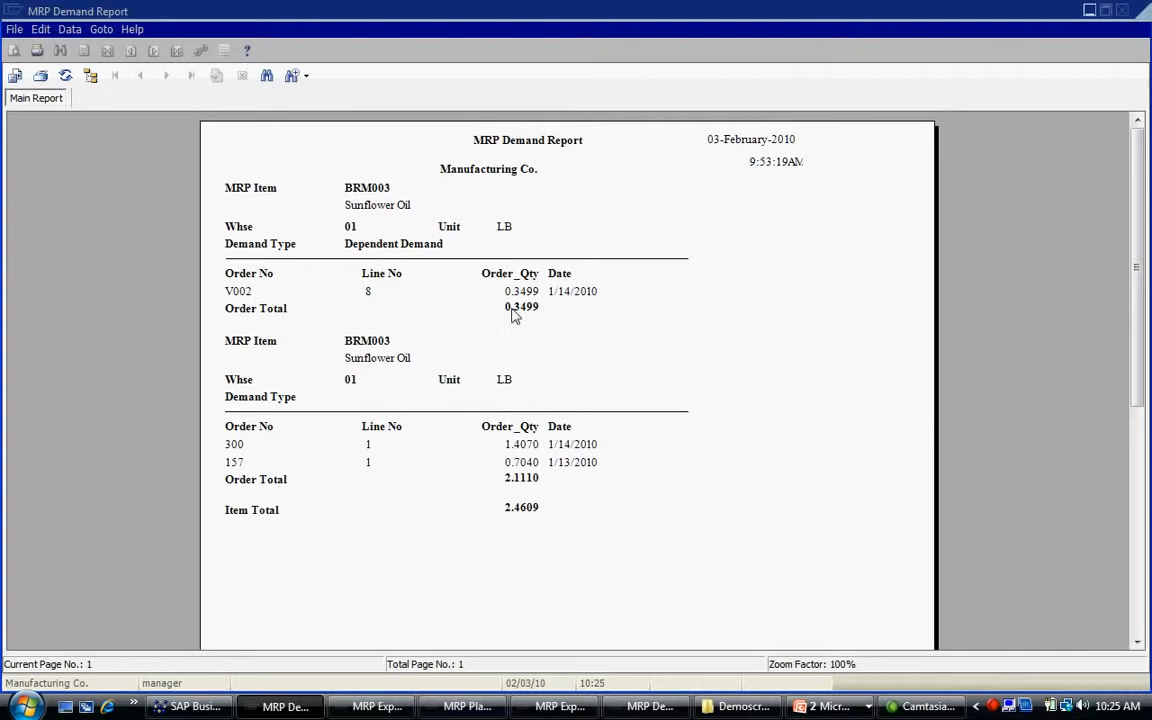 MRP Demand Report
File Edit Data Goto Help
Main Report
MRP Demand Report 03-February-2010
9:53:19AM
Manufacturing Co.
MRP Item BRM003
Sunflower Oil
Whse 01 Unit LB
Demand Type Dependent Demand
Order No Line No Order_Qty Date
V002 8 0.3499 1/14/2010
Order Total 0.3499
MRP Item BRM003
Sunflower Oil
Whse 01 Unit LB
Demand Type
Order No Line No Order_Qty Date
300 1 1.4070 1/14/2010
157 1 0.7040 1/13/2010
Order Total 2.1110
Item Total 2.4609
Current Page No.: 1 Total Page No.: 1 Zoom Factor: 100%
Manufacturing Co. manager 02/03/10 10:25
» SAP Busi... MRP De... MRP Exp... MRP Pla... MRP Exp... MRP De... Demoscr... 2 Micr... Camtasia... 10:25 AM